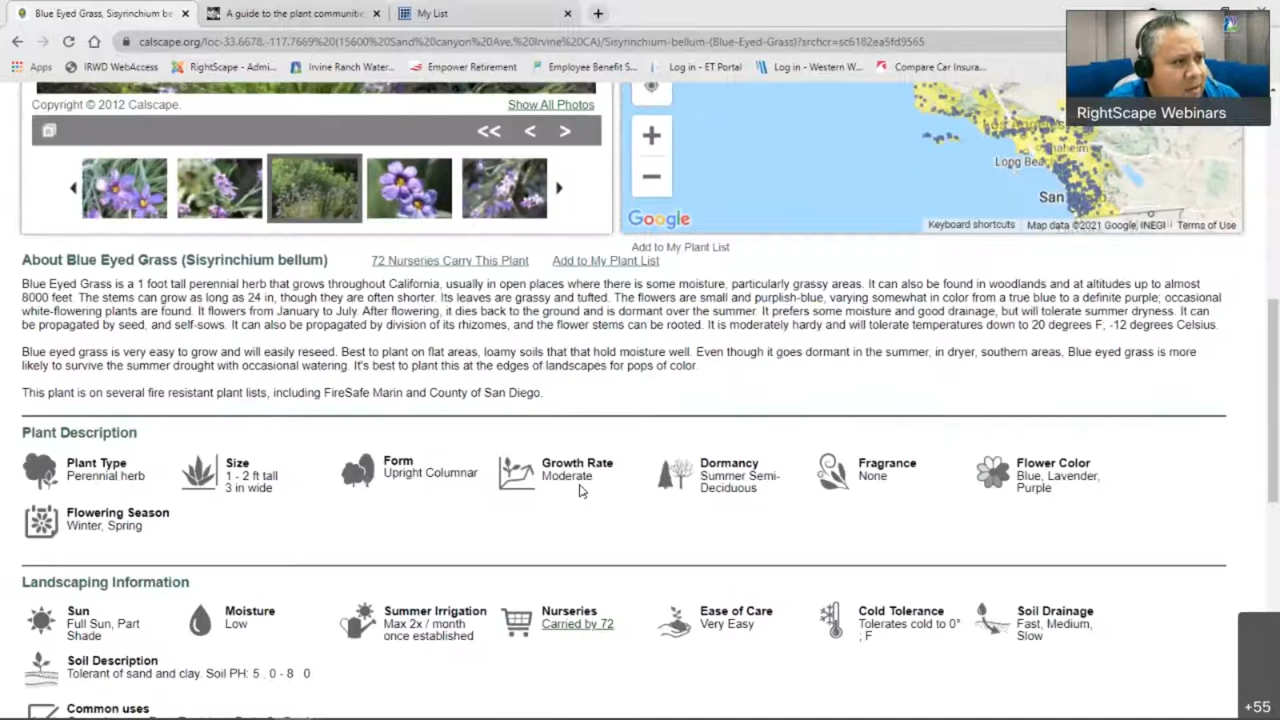 Blue Eyed Grass, Sisyrinchium be
A guide to the plant communiti
My List
calscape.org/loc-33.6678,-117.7669%20(15600%20Sand%20canyon%20Ave,%20Irvine%20CA)/Sisyrinchium-bellum-(Blue-Eyed-Grass)?srchcr=sc6182ea5fd9565
Apps IRWD WebAccess RightScape - Admi... Irvine Ranch Water... Empower Retirement Employee Benefit S... Log in - ET Portal Log in - Western W... Compare Car Insura...
RightScape Webinars
Copyright © 2012 Calscape.
Show All Photos
<< < >
Long Bea
San
Google
Keyboard shortcuts Map data ©2021 Google, INEGI Terms of Use
Add to My Plant List
About Blue Eyed Grass (Sisyrinchium bellum) 72 Nurseries Carry This Plant Add to My Plant List
Blue Eyed Grass is a 1 foot tall perennial herb that grows throughout California, usually in open places where there is some moisture, particularly grassy areas. It can also be found in woodlands and at altitudes up to almost
8000 feet. The stems can grow as long as 24 in, though they are often shorter. Its leaves are grassy and tufted. The flowers are small and purplish-blue, varying somewhat in color from a true blue to a definite purple; occasional
white-flowering plants are found. It flowers from January to July. After flowering, it dies back to the ground and is dormant over the summer. It prefers some moisture and good drainage, but will tolerate summer dryness. It can
be propagated by seed, and self-sows. It can also be propagated by division of its rhizomes, and the flower stems can be rooted. It is moderately hardy and will tolerate temperatures down to 20 degrees F, -12 degrees Celsius.
Blue eyed grass is very easy to grow and will easily reseed. Best to plant on flat areas, loamy soils that that hold moisture well. Even though it goes dormant in the summer, in dryer, southern areas, Blue eyed grass is more
likely to survive the summer drought with occasional watering. It's best to plant this at the edges of landscapes for pops of color.
This plant is on several fire resistant plant lists, including FireSafe Marin and County of San Diego.
Plant Description
Plant Type
Perennial herb
Size
1 - 2 ft tall
3 in wide
Form
Upright Columnar
Growth Rate
Moderate
Dormancy
Summer Semi-
Deciduous
Fragrance
None
Flower Color
Blue, Lavender,
Purple
Flowering Season
Winter, Spring
Landscaping Information
Sun
Full Sun, Part
Shade
Moisture
Low
Summer Irrigation
Max 2x / month
once established
Nurseries
Carried by 72
Ease of Care
Very Easy
Cold Tolerance
Tolerates cold to 0°
; F
Soil Drainage
Fast, Medium,
Slow
Soil Description
Tolerant of sand and clay. Soil PH: 5 . 0 - 8 0
Common uses
+55